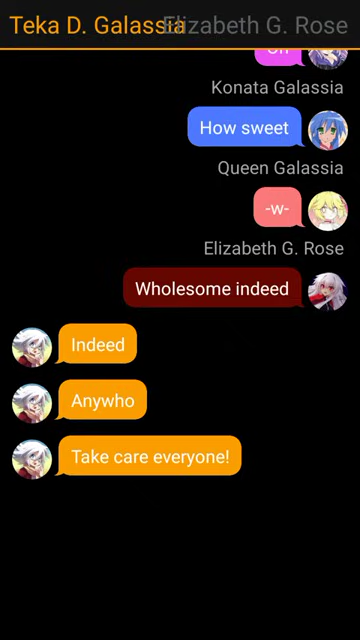 Teka D. Galassia Elizabeth G. Rose
Konata Galassia
How sweet
Queen Galassia
-w-
Elizabeth G. Rose
Wholesome indeed
Indeed
Anywho
Take care everyone!